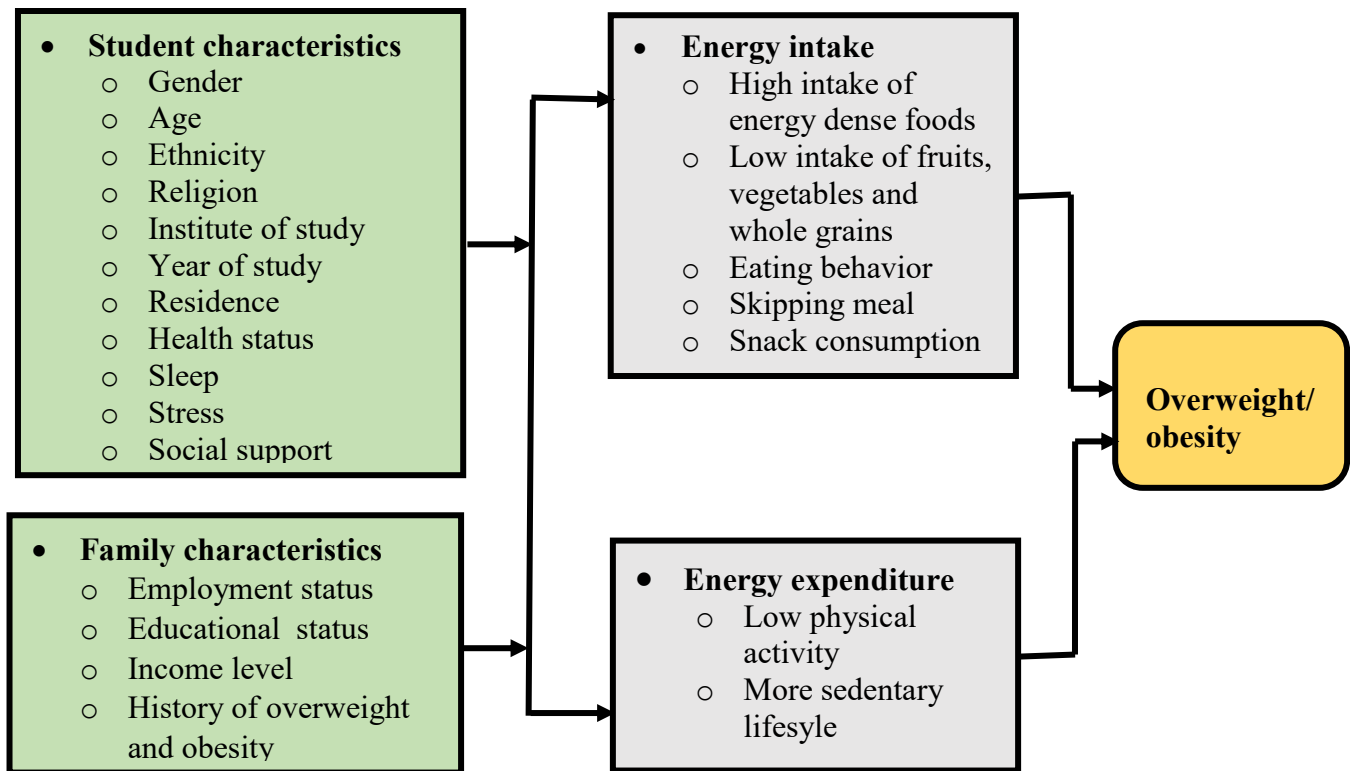 • Student characteristics
o Gender
o Age
o Ethnicity
o Religion
o Institute of study
o Year of study
o Residence
o Health status
o Sleep
o Stress
o Social support
• Family characteristics
o Employment status
o Educational status
o Income level
o History of overweight
and obesity
• Energy intake
o High intake of
energy dense foods
o Low intake of fruits,
vegetables and
whole grains
o Eating behavior
o Skipping meal
o Snack consumption
• Energy expenditure
o Low physical
activity
o More sedentary
lifesyle
Overweight/
obesity